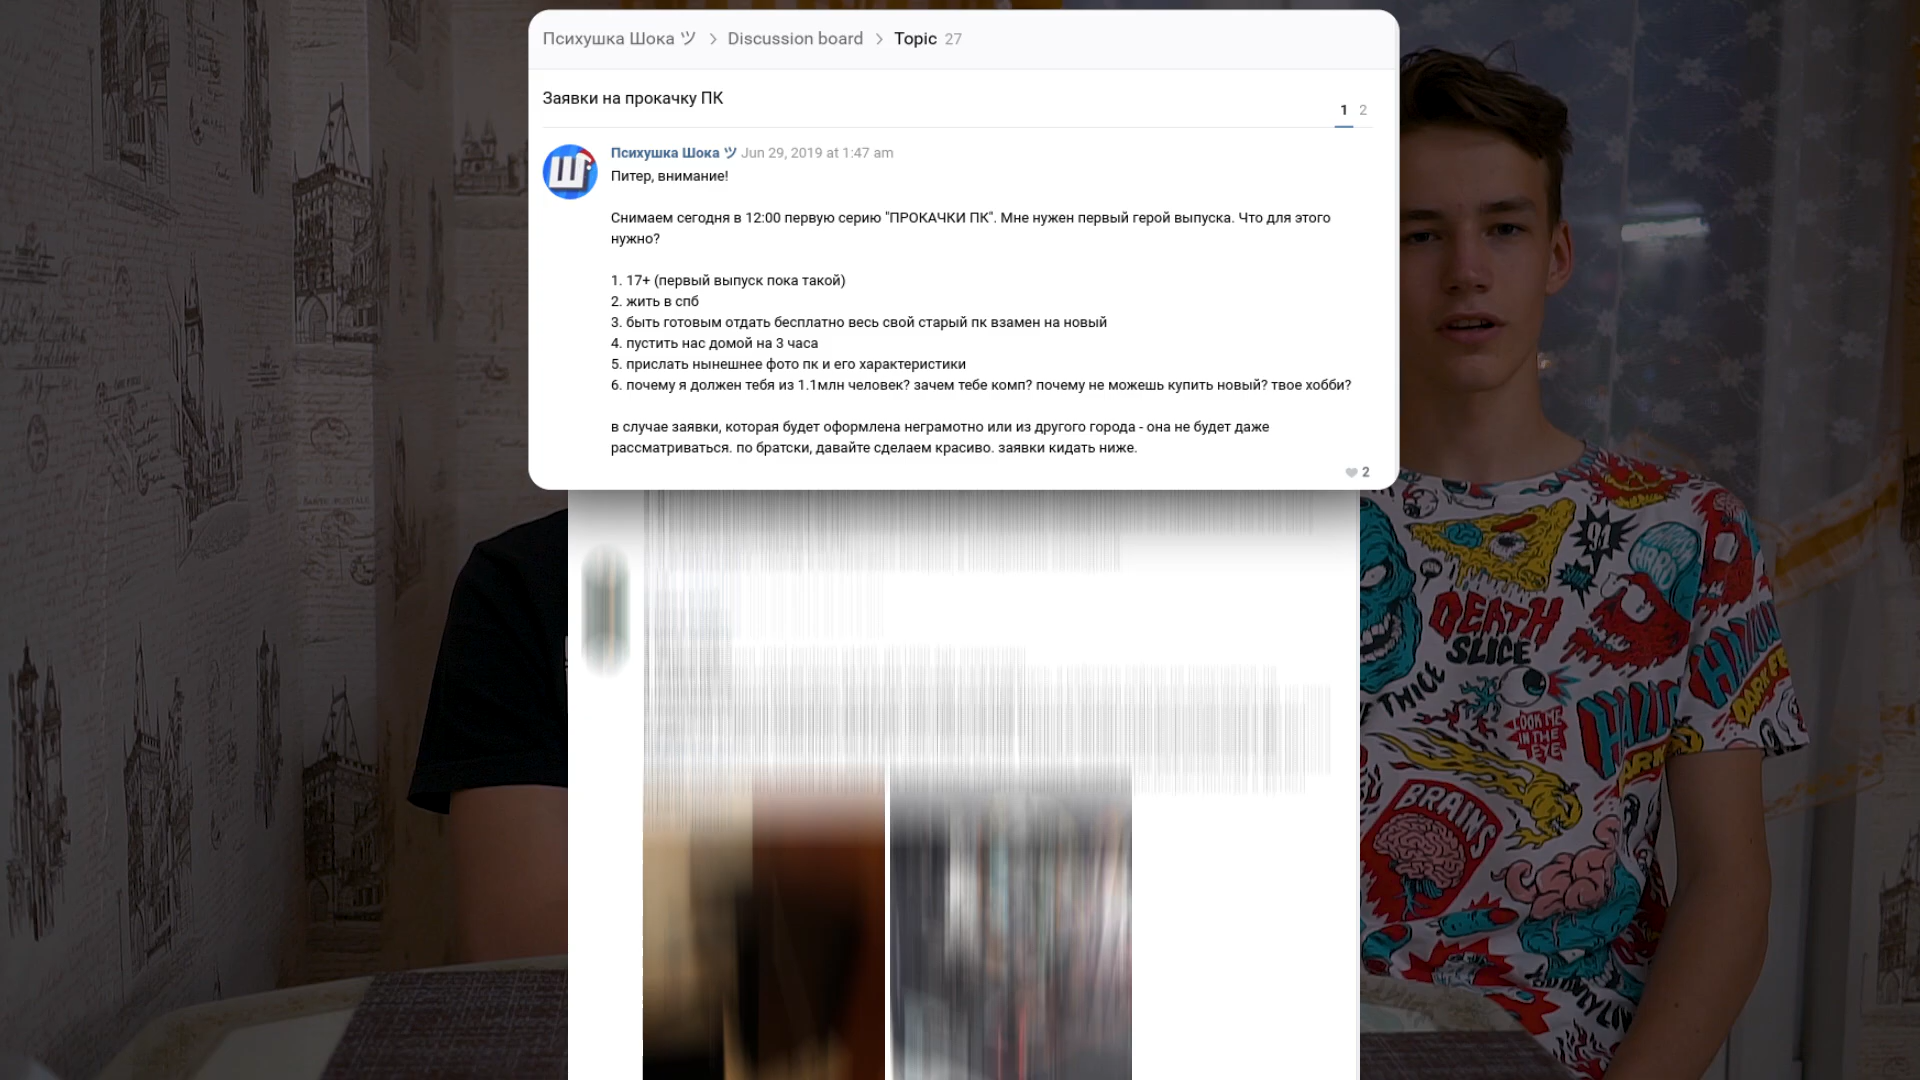 Психушка Шока ツ > Discussion board > Topic 27
Заявки на прокачку ПК
1 2
Ш
Психушка Шока ツ Jun 29, 2019 at 1:47 am
Питер, внимание!
Снимаем сегодня в 12:00 первую серию "ПРОКАЧКИ ПК". Мне нужен первый герой выпуска. Что для этого
нужно?
1. 17+ (первый выпуск пока такой)
2. жить в спб
3. быть готовым отдать бесплатно весь свой старый пк взамен на новый
4. пустить нас домой на 3 часа
5. прислать нынешнее фото пк и его характеристики
6. почему я должен тебя из 1.1млн человек? зачем тебе комп? почему не можешь купить новый? твое хобби?
в случае заявки, которая будет оформлена неграмотно или из другого города - она не будет даже
рассматриваться. по братски, давайте сделаем красиво. заявки кидать ниже.
2
91
HARD
DEATH
SLICE
THICE
LOOK ME
IN THE
EYE
DARK
BRAINS
CARTE POSTALE